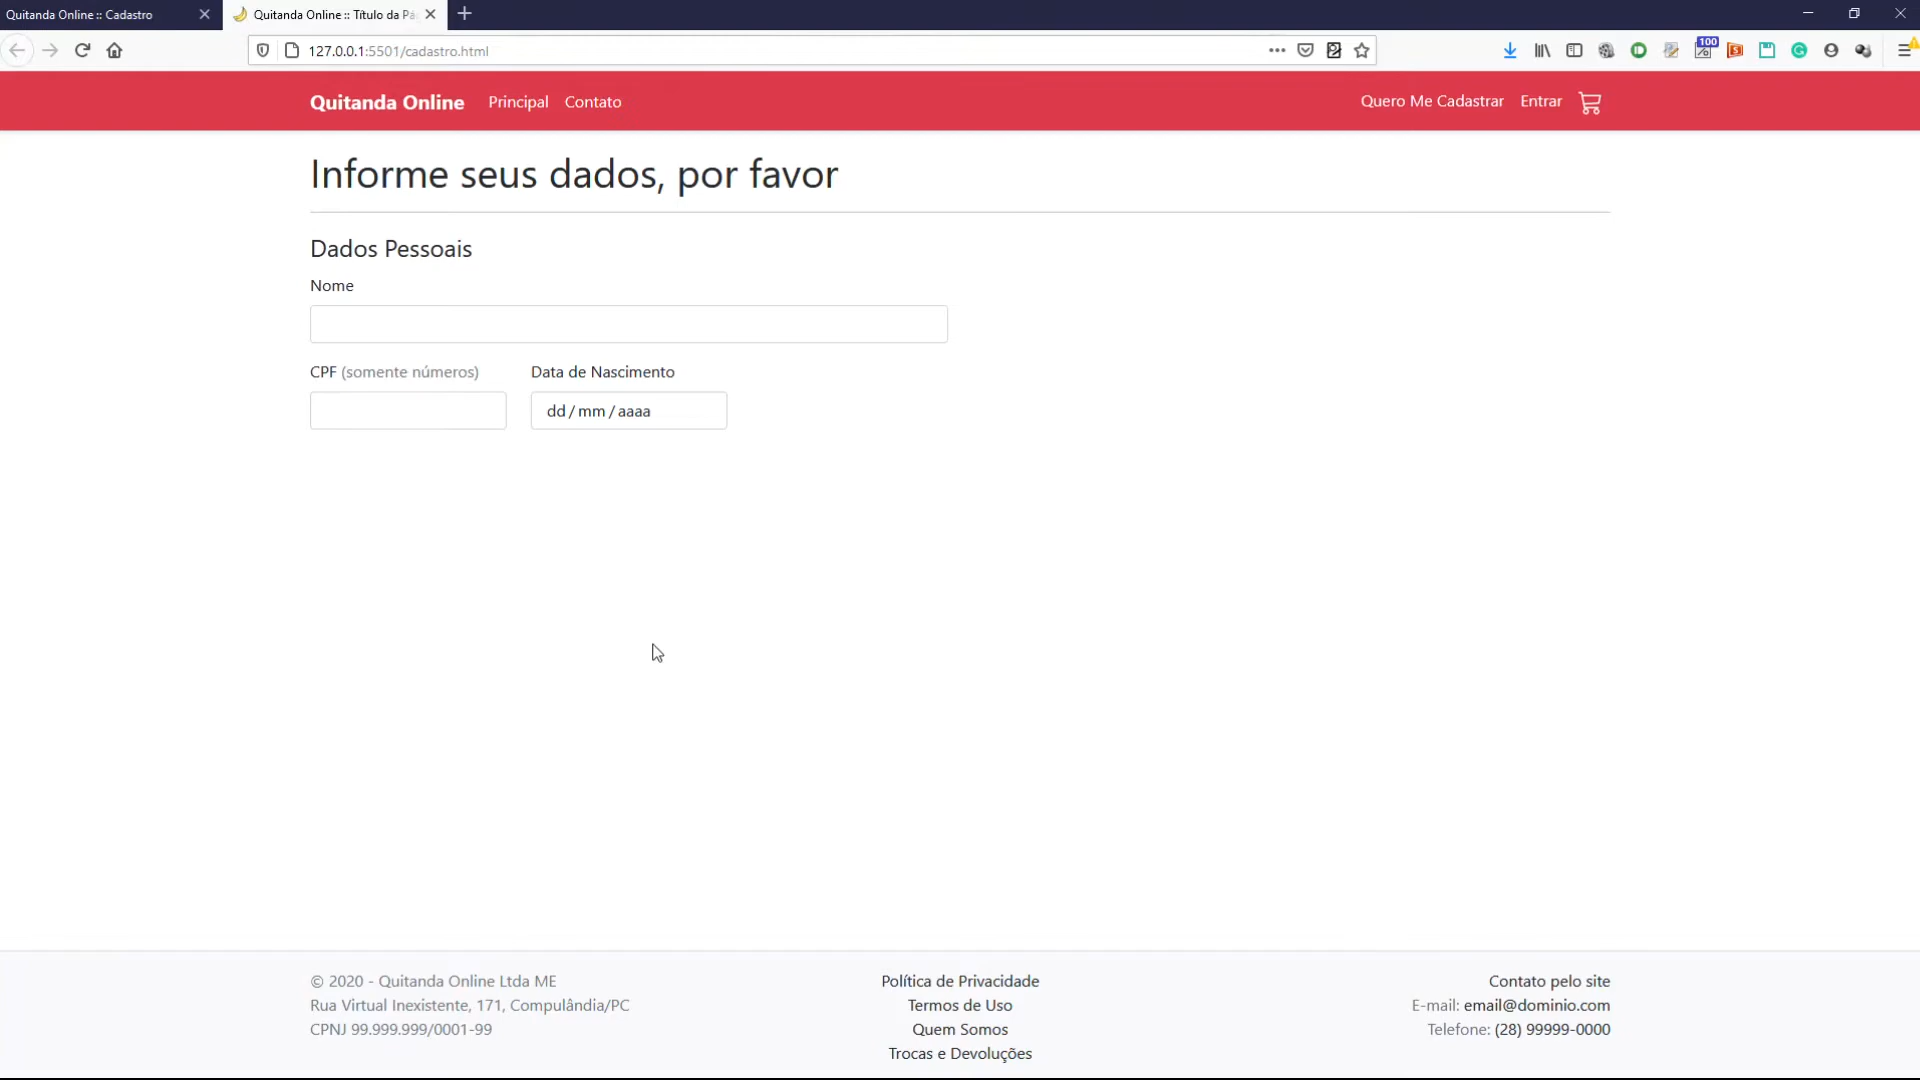 Quitanda Online :: Cadastro
Quitanda Online :: Título da Pá
127.0.0.1:5501/cadastro.html
100
Quitanda Online Principal Contato
Quero Me Cadastrar Entrar
Informe seus dados, por favor
Dados Pessoais
Nome
CPF (somente números) Data de Nascimento
dd / mm / aaaa
© 2020 - Quitanda Online Ltda ME
Rua Virtual Inexistente, 171, Compulândia/PC
CPNJ 99.999.999/0001-99
Política de Privacidade
Termos de Uso
Quem Somos
Trocas e Devoluções
Contato pelo site
E-mail: email@dominio.com
Telefone: (28) 99999-0000